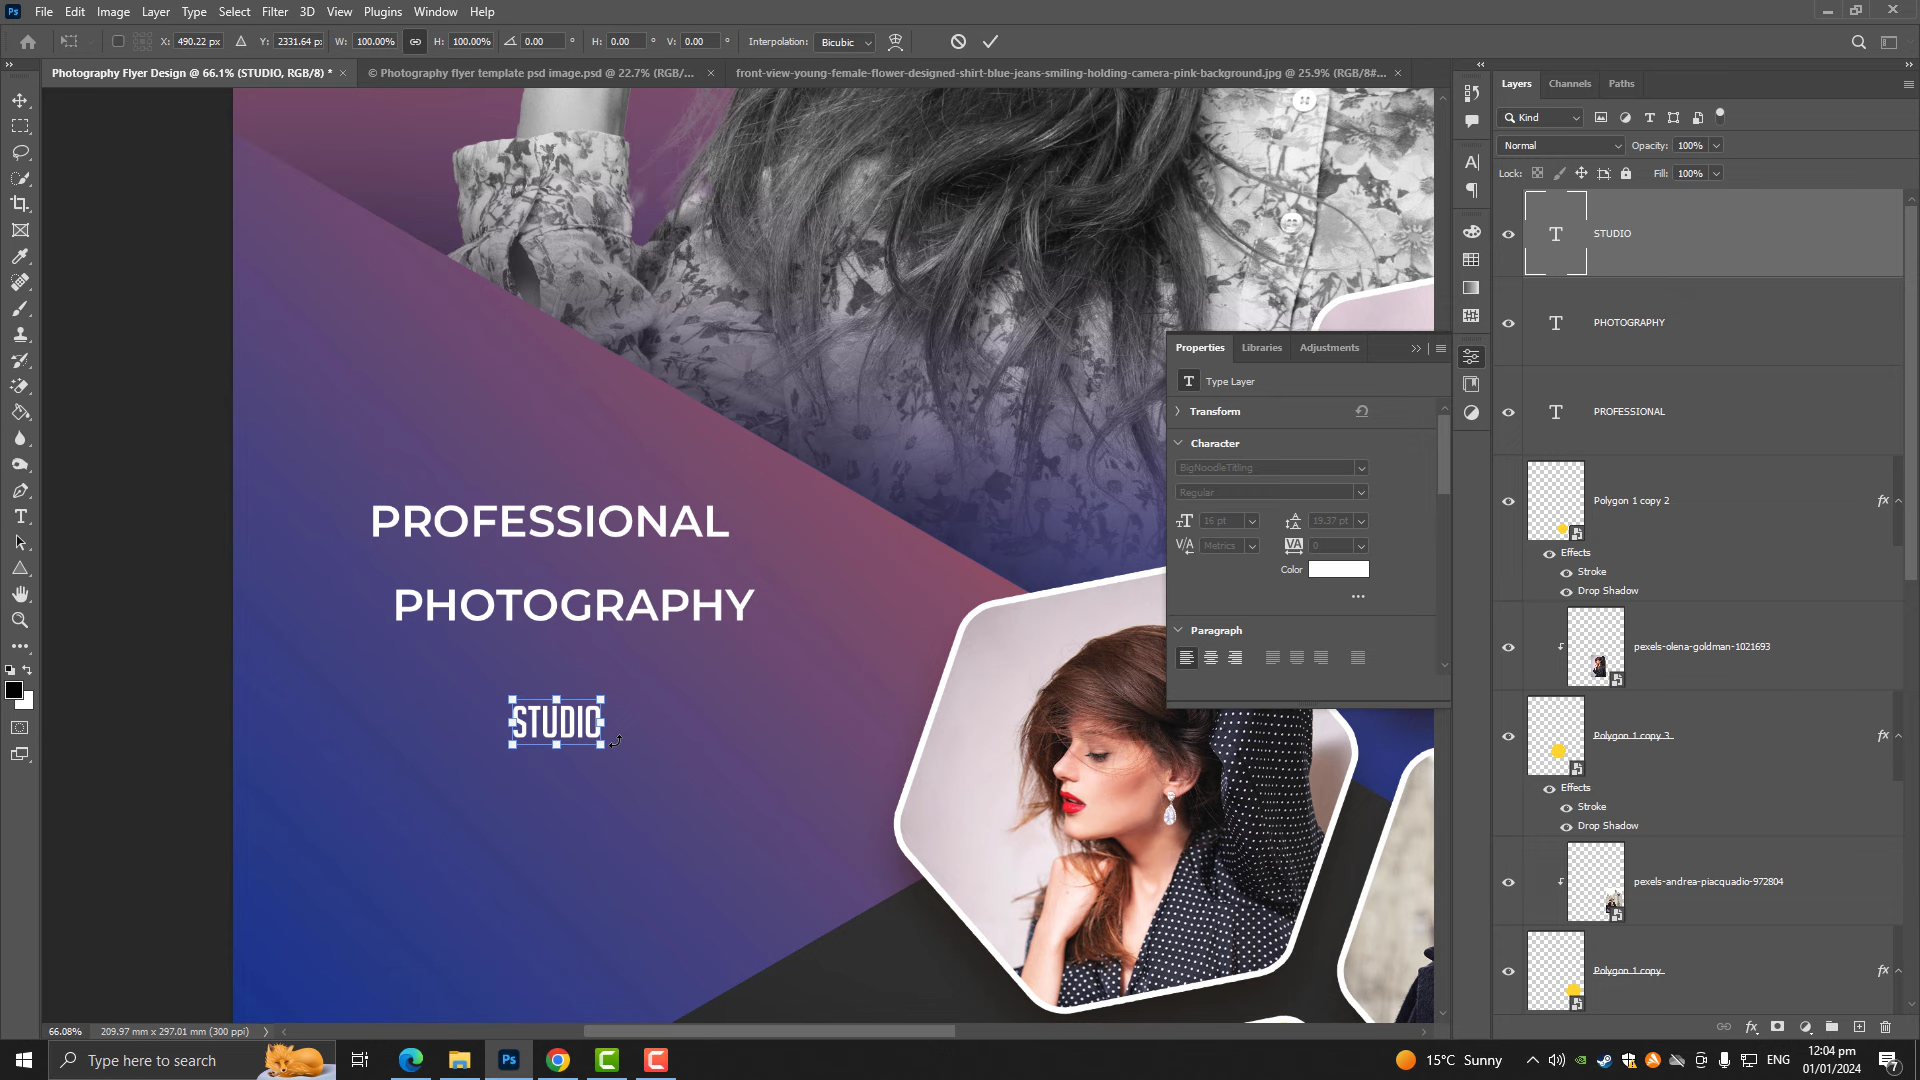 Ps File Edit Image Layer Type Select Filter 3D View Plugins Window Help
X: 490.22 px Y: 2331.64 px W: 100.00% H: 100.00% 0.00 ° H: 0.00 ° V: 0.00 ° Interpolation: Bicubic
Photography Flyer Design @ 66.1% (STUDIO, RGB/8) * × © Photography flyer template psd image.psd @ 22.7% (RGB/... × front-view-young-female-flower-designed-shirt-blue-jeans-smiling-holding-camera-pink-background.jpg @ 25.9% (RGB/8#... ×
Layers Channels Paths
Kind
Normal Opacity: 100%
Lock: Fill: 100%
STUDIO
PHOTOGRAPHY
PROFESSIONAL
Polygon 1 copy 2 fx
Effects
Stroke
Drop Shadow
pexels-olena-goldman-1021693
Polygon 1 copy 3 fx
Effects
Stroke
Drop Shadow
pexels-andrea-piacquadio-972804
Polygon 1 copy fx
Properties Libraries Adjustments
T Type Layer
Transform
Character
BigNoodleTitling
Regular
16 pt 19.37 pt
Metrics 0
Color
Paragraph
PROFESSIONAL
PHOTOGRAPHY
STUDIO
66.08% 209.97 mm x 297.01 mm (300 ppi)
Type here to search
15°C Sunny
ENG
12:04 pm
01/01/2024
7